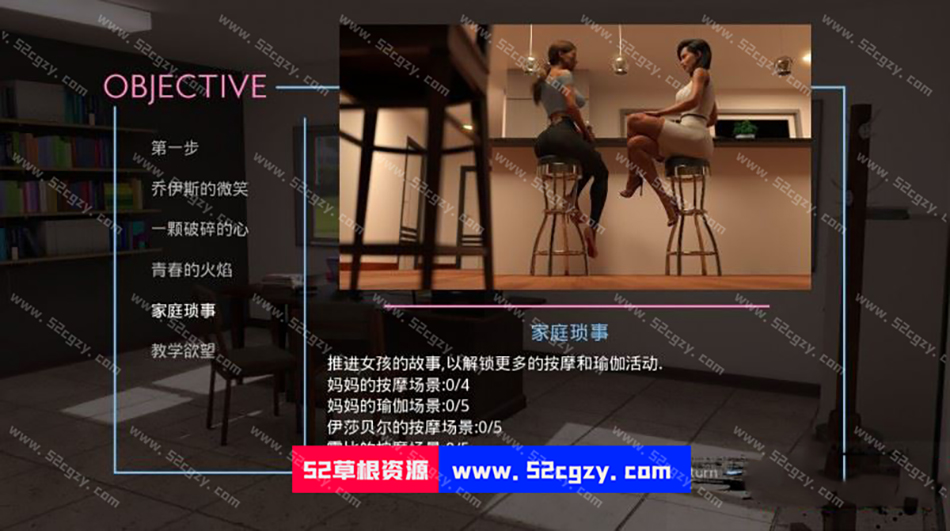 OBJECTIVE
第一步
乔伊斯的微笑
一颗破碎的心
青春的火焰
家庭琐事
教学欲望
家庭琐事
推进女孩的故事,以解锁更多的按摩和瑜伽活动.
妈妈的按摩场景:0/4
妈妈的瑜伽场景:0/5
伊莎贝尔的按摩场景:0/5
52草根资源 www.52cgzy.com
www.52cgzy.com